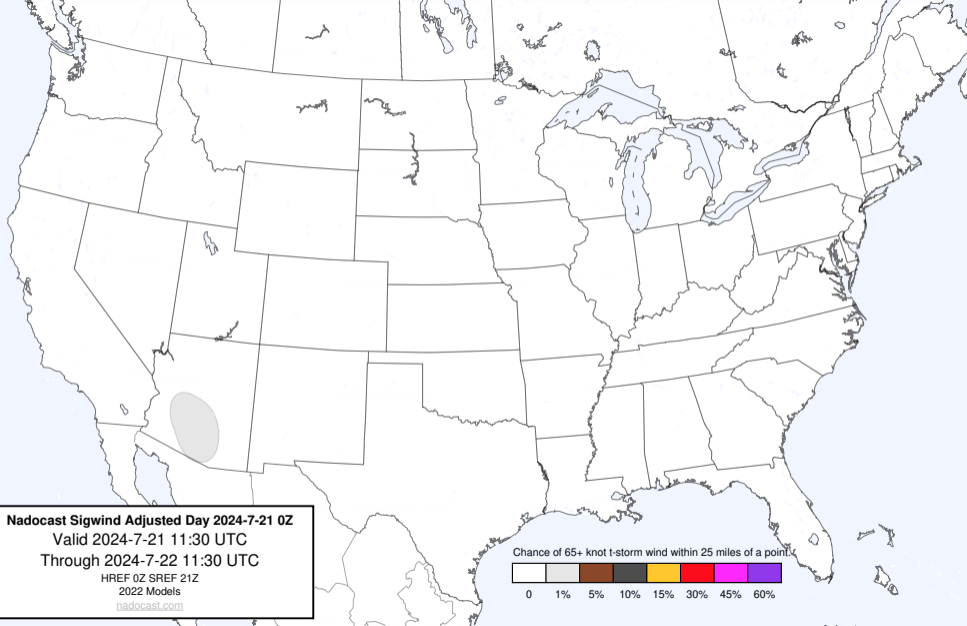 Nadocast Sigwind Adjusted Day 2024-7-21 0Z
Valid 2024-7-21 11:30 UTC
Through 2024-7-22 11:30 UTC
HREF 0Z SREF 21Z
2022 Models
nadocast.com
Chance of 65+ knot t-storm wind within 25 miles of a point.
0 1% 5% 10% 15% 30% 45% 60%